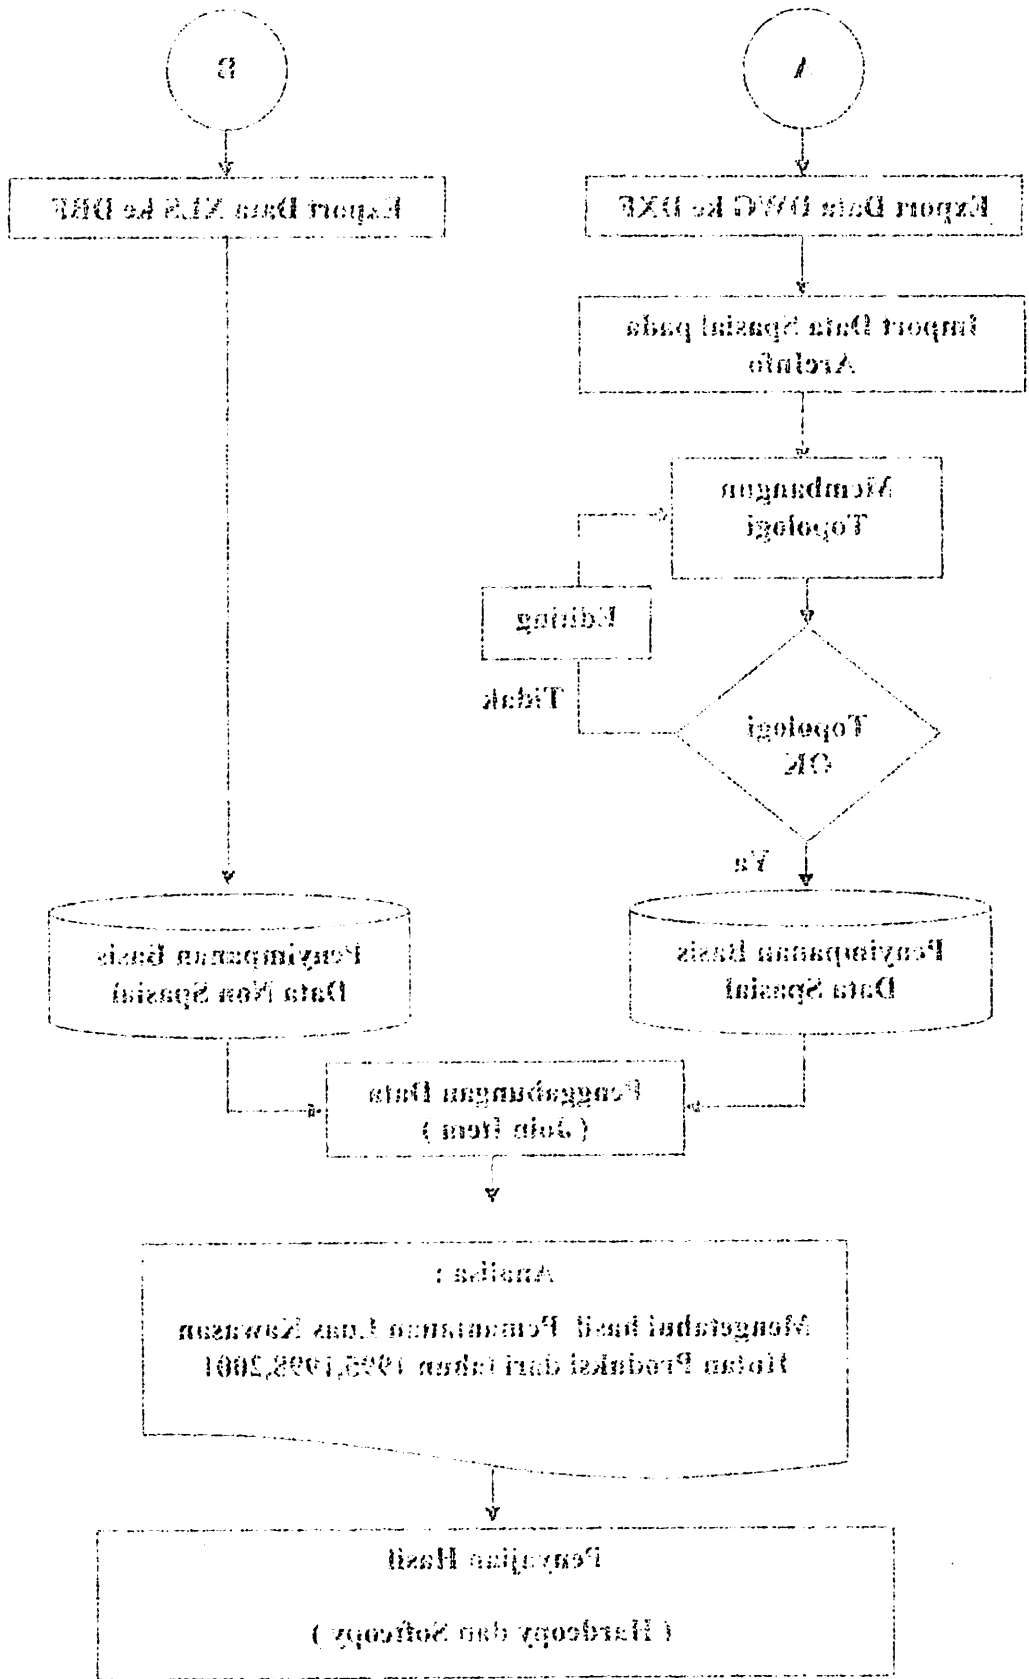 A
B
Export Data DWG ke DXF
Export Data XLS ke DBF
Import Data Spasial pada
ArcInfo
Membangun
Topologi
Editing
Tidak
Topologi
OK
Ya
Penyimpanan Basis
Data Spasial
Penyimpanan Basis
Data Non Spasial
Penggabungan Data
( Join Item )
Analisa :
Mengetahui hasil Pemantauan Luas Kawasan
Hutan Produksi dari tahun 1995,1998,2001
Penyajian Hasil
( Hardcopy dan Softcopy )